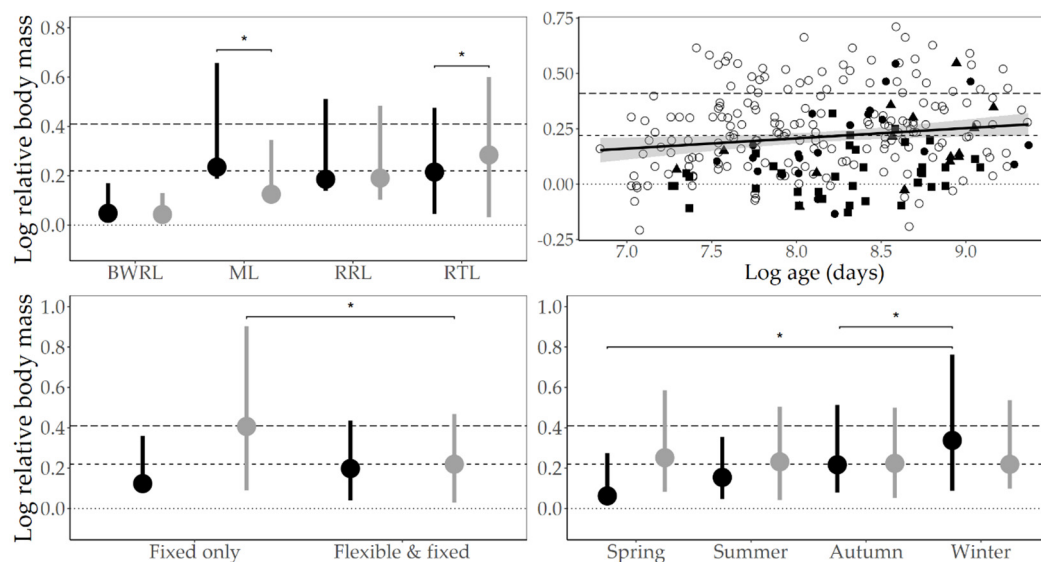 Log relative body mass
0.8
0.6
0.4
0.2
0.0
*
*
BWRL
ML
RRL
RTL
0.75
0.50
0.25
0.00
-0.25
7.0
7.5
8.0
8.5
9.0
Log age (days)
Log relative body mass
1.0
0.8
0.6
0.4
0.2
0.0
*
Fixed only
Flexible & fixed
1.0
0.8
0.6
0.4
0.2
0.0
*
*
Spring
Summer
Autumn
Winter